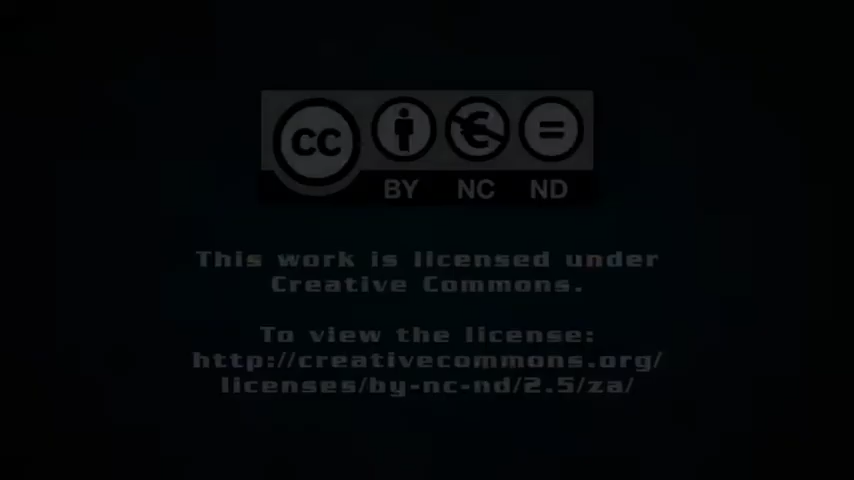 cc
BY NC ND
This work is licensed under
Creative Commons.
To view the license:
http://creativecommons.org/
licenses/by-nc-nd/2.5/za/